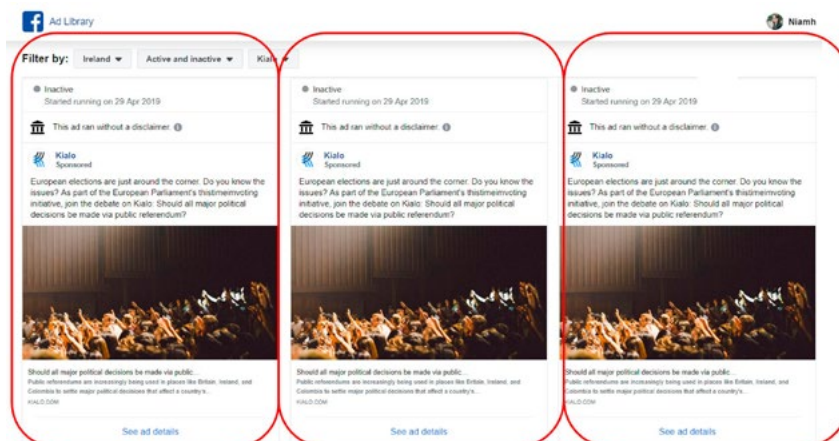 Ad Library
Niamh
Filter by: Ireland Active and inactive Kialo
Inactive
Started running on 29 Apr 2019
This ad ran without a disclaimer.
Kialo
Sponsored
European elections are just around the corner. Do you know the
issues? As part of the European Parliament's thistimeimvoting
initiative, join the debate on Kialo: Should all major political
decisions be made via public referendum?
Should all major political decisions be made via public...
Public referendums are increasingly being used in places like Britain, Ireland, and
Colombia to settle major political decisions that affect a country's...
KIALO.COM
See ad details
Inactive
Started running on 29 Apr 2019
This ad ran without a disclaimer.
Kialo
Sponsored
European elections are just around the corner. Do you know the
issues? As part of the European Parliament's thistimeimvoting
initiative, join the debate on Kialo: Should all major political
decisions be made via public referendum?
Should all major political decisions be made via public...
Public referendums are increasingly being used in places like Britain, Ireland, and
Colombia to settle major political decisions that affect a country's...
KIALO.COM
See ad details
Inactive
Started running on 29 Apr 2019
This ad ran without a disclaimer.
Kialo
Sponsored
European elections are just around the corner. Do you know the
issues? As part of the European Parliament's thistimeimvoting
initiative, join the debate on Kialo: Should all major political
decisions be made via public referendum?
Should all major political decisions be made via public...
Public referendums are increasingly being used in places like Britain, Ireland, and
Colombia to settle major political decisions that affect a country's...
KIALO.COM
See ad details